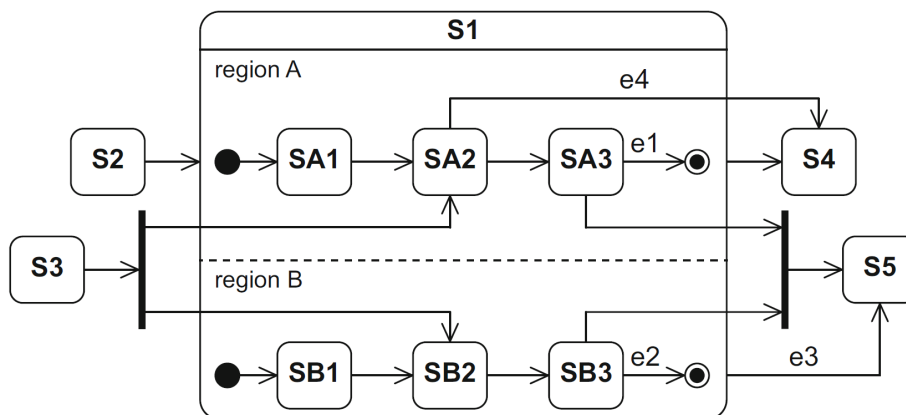 S1
region A
e4
S2
SA1
SA2
SA3
e1
S4
S3
region B
S5
SB1
SB2
SB3
e2
e3